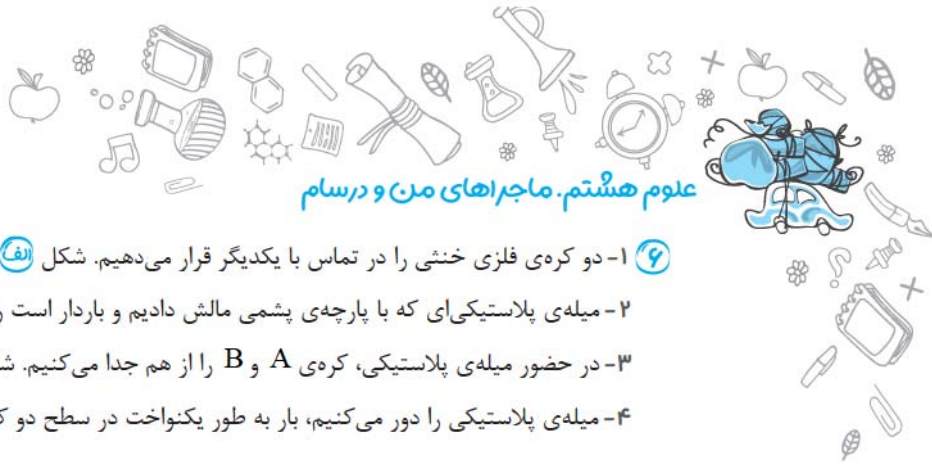 علوم هشتم. ماجراهای من و درسام
۶ ۱- دو کره‌ی فلزی خنثی را در تماس با یکدیگر قرار می‌دهیم. شکل الف
۲- میله‌ی پلاستیکی‌ای که با پارچه‌ی پشمی مالش دادیم و باردار است
۳- در حضور میله‌ی پلاستیکی، کره‌ی A و B را از هم جدا می‌کنیم.
۴- میله‌ی پلاستیکی را دور می‌کنیم، بار به طور یکنواخت در سطح دو